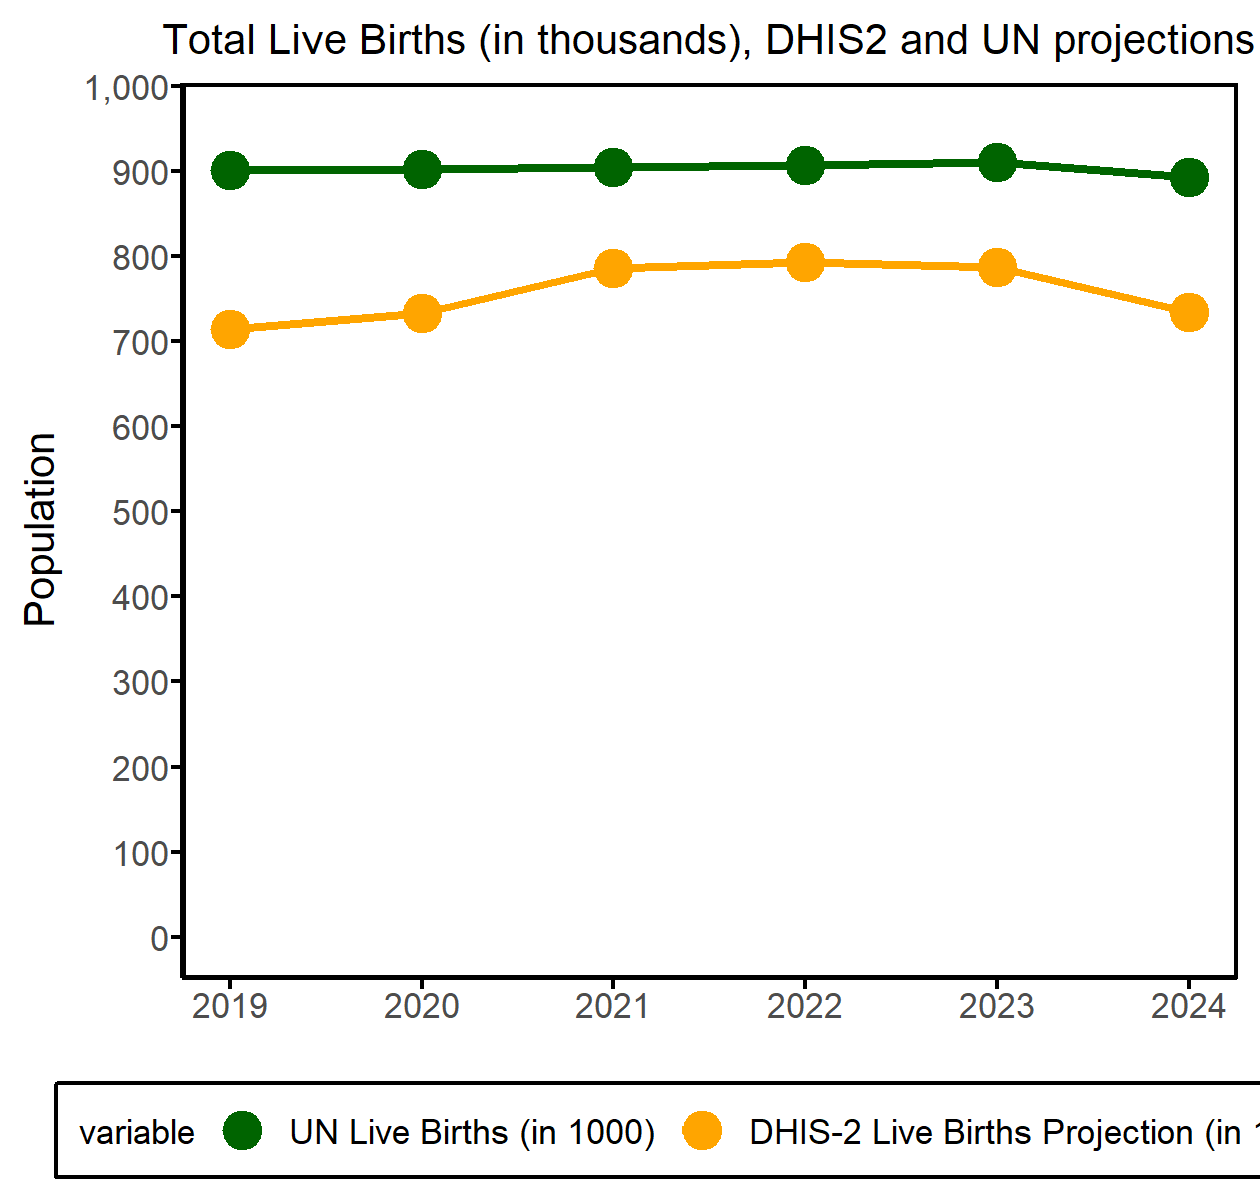 Total Live Births (in thousands), DHIS2 and UN projections
1,000
900
800
700
600
500
400
300
200
100
0
Population
2019 2020 2021 2022 2023 2024
variable UN Live Births (in 1000) DHIS-2 Live Births Projection (in